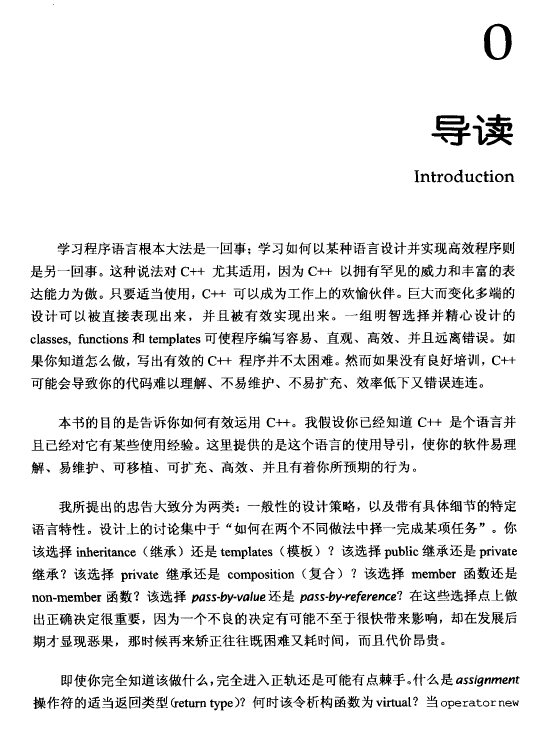 0
导读
Introduction
学习程序语言根本大法是一回事；学习如何以某种语言设计并实现高效程序则
是另一回事。这种说法对 C++ 尤其适用，因为 C++ 以拥有罕见的威力和丰富的表
达能力为傲。只要适当使用，C++ 可以成为工作上的欢愉伙伴。巨大而变化多端的
设计可以被直接表现出来，并且被有效实现出来。一组明智选择并精心设计的
classes, functions 和 templates 可使程序编写容易、直观、高效、并且远离错误。如
果你知道怎么做，写出有效的 C++ 程序并不太困难。然而如果没有良好培训，C++
可能会导致你的代码难以理解、不易维护、不易扩充、效率低下又错误连连。
本书的目的是告诉你如何有效运用 C++。我假设你已经知道 C++ 是个语言并
且已经对它有某些使用经验。这里提供的是这个语言的使用导引，使你的软件易理
解、易维护、可移植、可扩充、高效、并且有着你所预期的行为。
我所提出的忠告大致分为两类：一般性的设计策略，以及带有具体细节的特定
语言特性。设计上的讨论集中于“如何在两个不同做法中择一完成某项任务”。你
该选择 inheritance（继承）还是 templates（模板）？该选择 public 继承还是 private
继承？该选择 private 继承还是 composition（复合）？该选择 member 函数还是
non-member 函数？该选择 pass-by-value 还是 pass-by-reference？在这些选择点上做
出正确决定很重要，因为一个不良的决定有可能不至于很快带来影响，却在发展后
期才显现恶果，那时候再来矫正往往既困难又耗时间，而且代价昂贵。
即使你完全知道该做什么，完全进入正轨还是可能有点棘手。什么是 assignment
操作符的适当返回类型(return type)？何时该令析构函数为 virtual？当 operator new